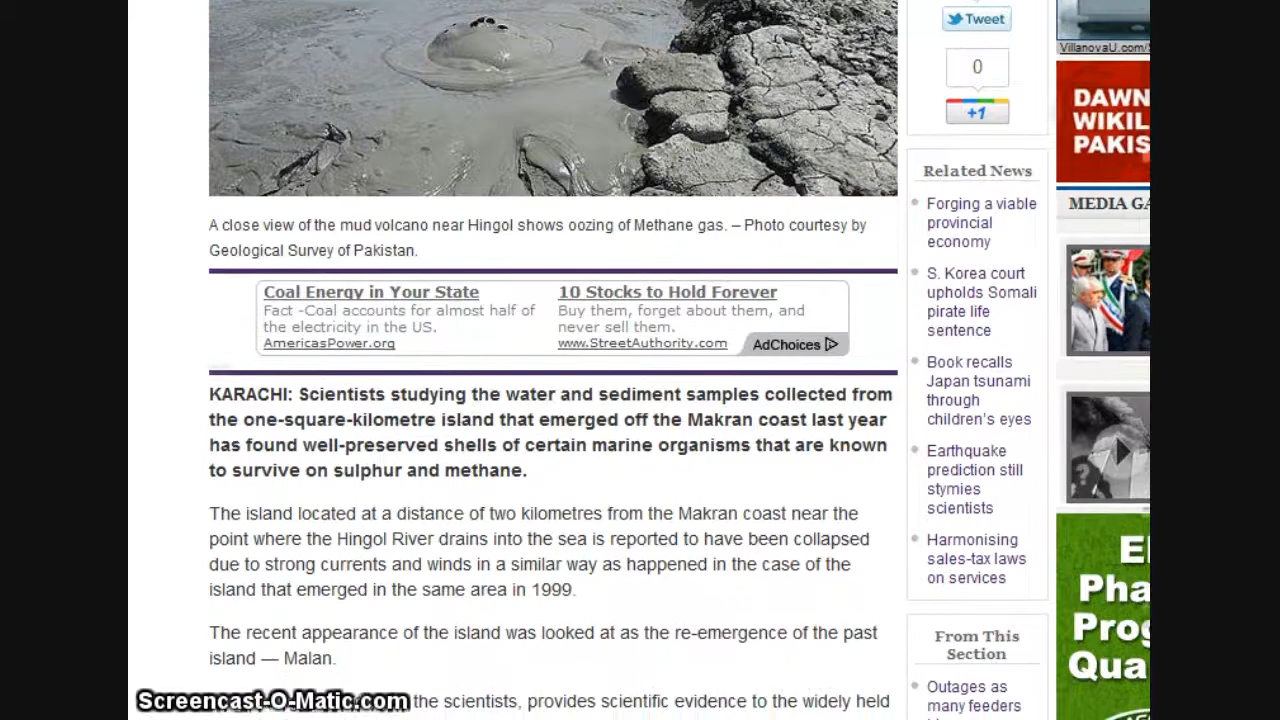 Tweet
0
+1
VillanovaU.com/
DAWN
WIKIL
PAKIS
MEDIA GA
Related News
Forging a viable
provincial
economy
S. Korea court
upholds Somali
pirate life
sentence
Book recalls
Japan tsunami
through
children's eyes
Earthquake
prediction still
stymies
scientists
Harmonising
sales-tax laws
on services
From This
Section
Outages as
many feeders
A close view of the mud volcano near Hingol shows oozing of Methane gas. – Photo courtesy by
Geological Survey of Pakistan.
Coal Energy in Your State
Fact -Coal accounts for almost half of
the electricity in the US.
AmericasPower.org
10 Stocks to Hold Forever
Buy them, forget about them, and
never sell them.
www.StreetAuthority.com
AdChoices
KARACHI: Scientists studying the water and sediment samples collected from
the one-square-kilometre island that emerged off the Makran coast last year
has found well-preserved shells of certain marine organisms that are known
to survive on sulphur and methane.
The island located at a distance of two kilometres from the Makran coast near the
point where the Hingol River drains into the sea is reported to have been collapsed
due to strong currents and winds in a similar way as happened in the case of the
island that emerged in the same area in 1999.
The recent appearance of the island was looked at as the re-emergence of the past
island — Malan.
the scientists, provides scientific evidence to the widely held
Screencast-O-Matic.com
El
Pha
Prog
Qua